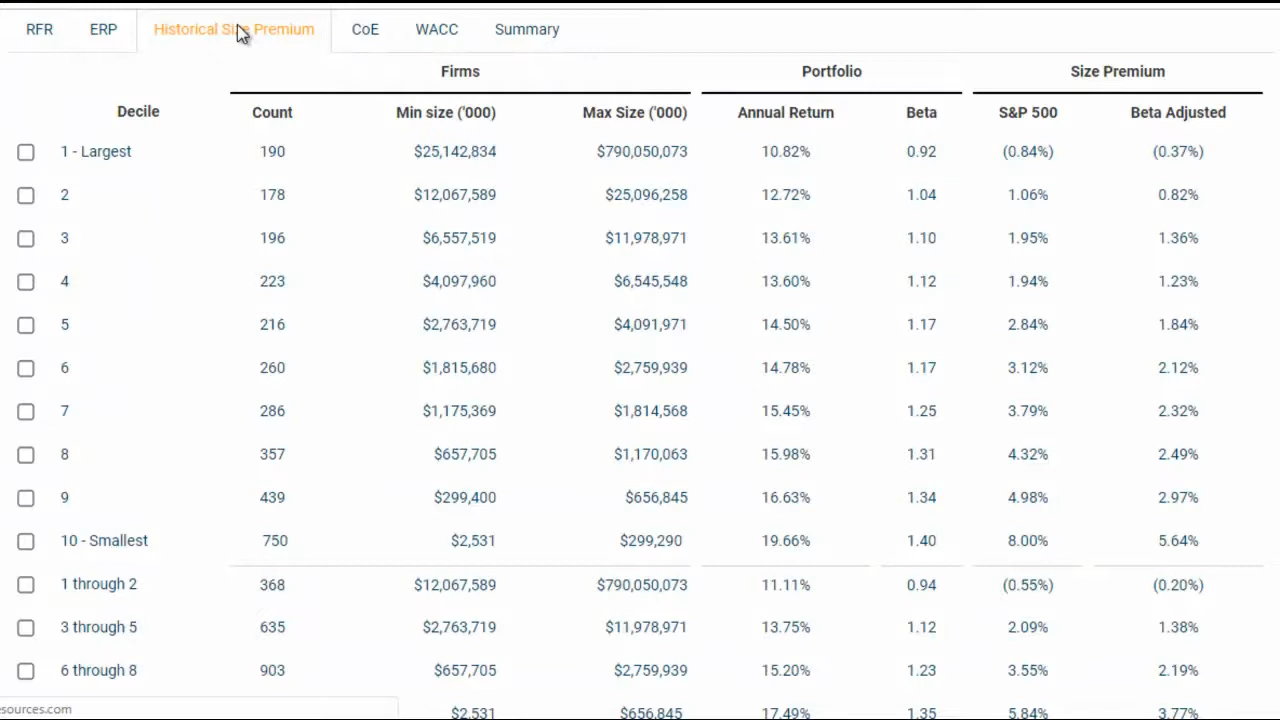 RFR ERP Historical Size Premium CoE WACC Summary
Firms Portfolio Size Premium
Decile Count Min size ('000) Max Size ('000) Annual Return Beta S&P 500 Beta Adjusted
1 - Largest 190 $25,142,834 $790,050,073 10.82% 0.92 (0.84%) (0.37%)
2 178 $12,067,589 $25,096,258 12.72% 1.04 1.06% 0.82%
3 196 $6,557,519 $11,978,971 13.61% 1.10 1.95% 1.36%
4 223 $4,097,960 $6,545,548 13.60% 1.12 1.94% 1.23%
5 216 $2,763,719 $4,091,971 14.50% 1.17 2.84% 1.84%
6 260 $1,815,680 $2,759,939 14.78% 1.17 3.12% 2.12%
7 286 $1,175,369 $1,814,568 15.45% 1.25 3.79% 2.32%
8 357 $657,705 $1,170,063 15.98% 1.31 4.32% 2.49%
9 439 $299,400 $656,845 16.63% 1.34 4.98% 2.97%
10 - Smallest 750 $2,531 $299,290 19.66% 1.40 8.00% 5.64%
1 through 2 368 $12,067,589 $790,050,073 11.11% 0.94 (0.55%) (0.20%)
3 through 5 635 $2,763,719 $11,978,971 13.75% 1.12 2.09% 1.38%
6 through 8 903 $657,705 $2,759,939 15.20% 1.23 3.55% 2.19%
esources.com
$2,531 $656,845 17.49% 1.35 5.84% 3.77%